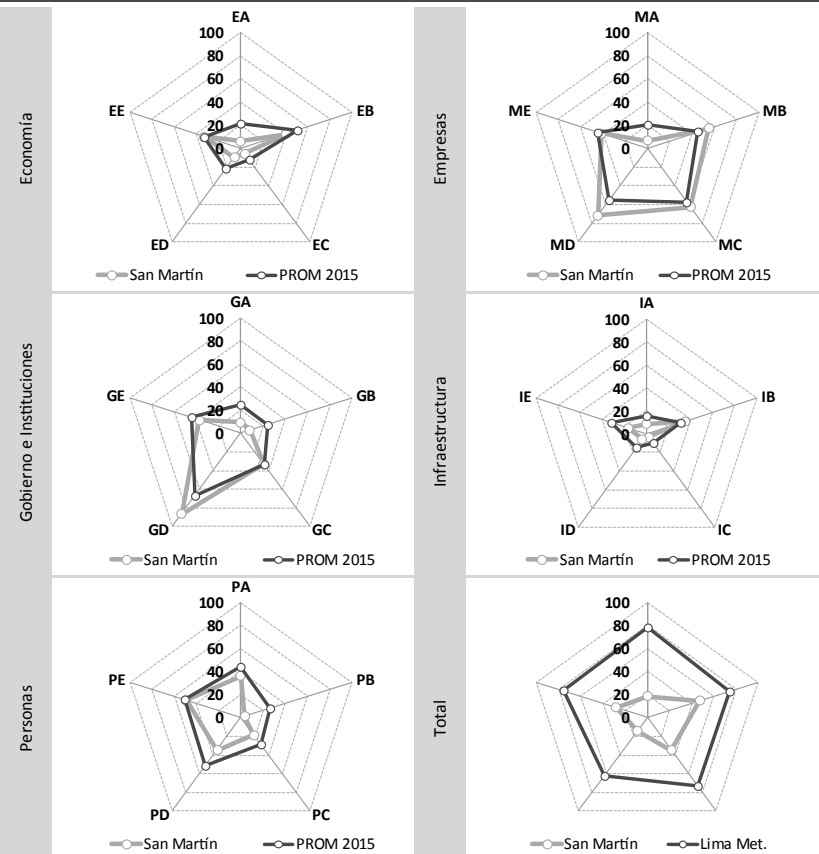 Economía
EA
100
80
60
40
20
0
EE
EB
ED
EC
San Martín
PROM 2015
Empresas
MA
100
80
60
40
20
0
ME
MB
MD
MC
San Martín
PROM 2015
Gobierno e Instituciones
GA
100
80
60
40
20
0
GE
GB
GD
GC
San Martín
PROM 2015
Infraestructura
IA
100
80
60
40
20
0
IE
IB
ID
IC
San Martín
PROM 2015
Personas
PA
100
80
60
40
20
0
PE
PB
PD
PC
San Martín
PROM 2015
Total
100
80
60
40
20
0
San Martín
Lima Met.